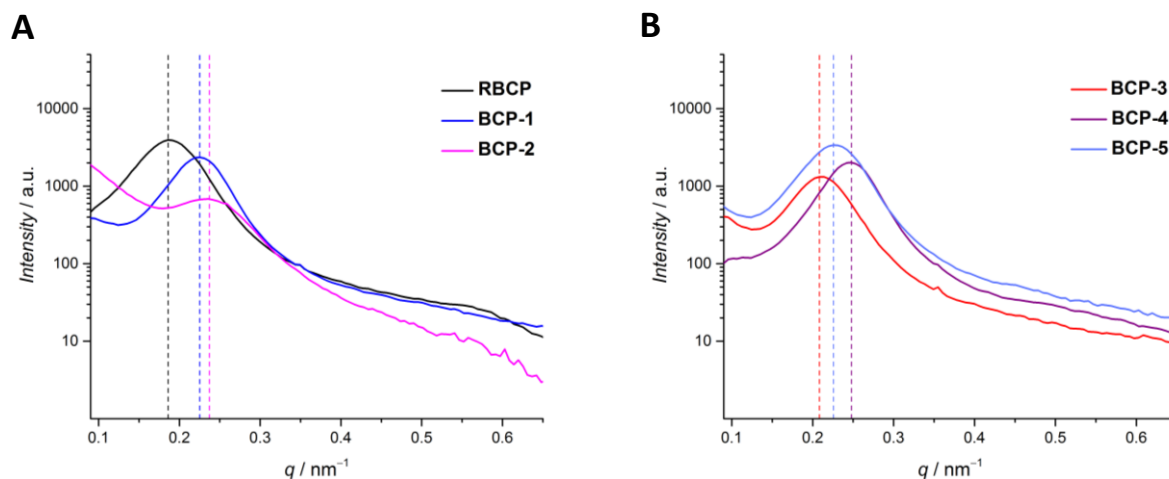 A
Intensity / a.u.
10000
1000
100
10
0.1 0.2 0.3 0.4 0.5 0.6
q / nm⁻¹
RBCP
BCP-1
BCP-2
B
Intensity / a.u.
10000
1000
100
10
0.1 0.2 0.3 0.4 0.5 0.6
q / nm⁻¹
BCP-3
BCP-4
BCP-5